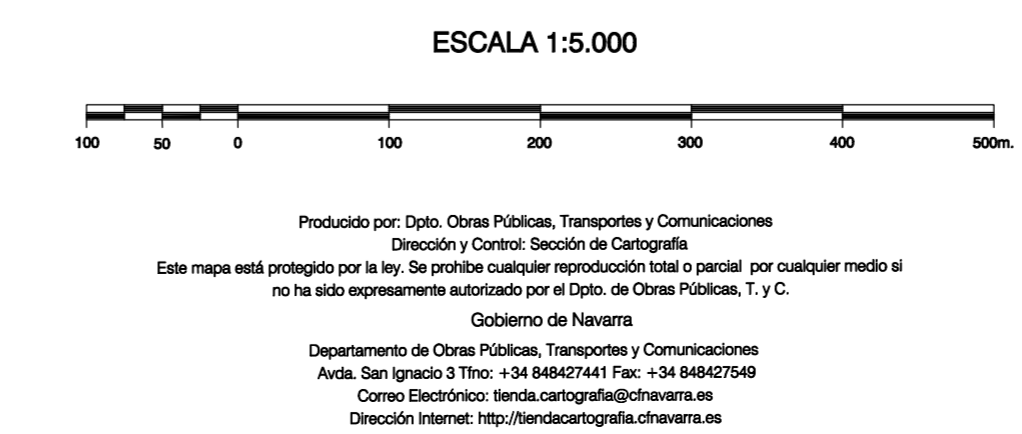 ESCALA 1:5.000
100 50 0 100 200 300 400 500m.
Producido por: Dpto. Obras Públicas, Transportes y Comunicaciones
Dirección y Control: Sección de Cartografía
Este mapa está protegido por la ley. Se prohibe cualquier reproducción total o parcial por cualquier medio si
no ha sido expresamente autorizado por el Dpto. de Obras Públicas, T. y C.
Gobierno de Navarra
Departamento de Obras Públicas, Transportes y Comunicaciones
Avda. San Ignacio 3 Tfno: +34 848427441 Fax: +34 848427549
Correo Electrónico: tienda.cartografia@cfnavarra.es
Dirección Internet: http://tiendacartografia.cfnavarra.es